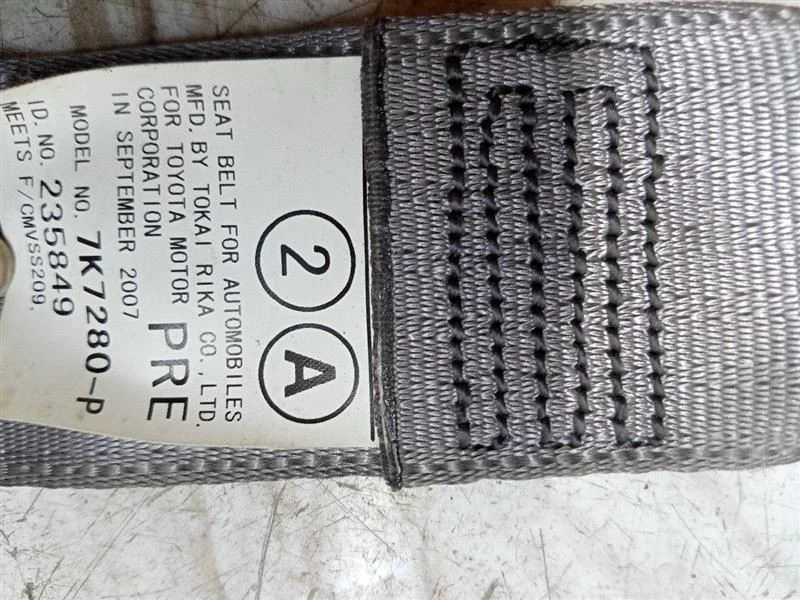 2 A
SEAT BELT FOR AUTOMOBILES
MFD. BY TOKAI RIKA CO., LTD.
FOR TOYOTA MOTOR
CORPORATION PRE
IN SEPTEMBER 2007
MODEL NO. 7K7280-P
ID. NO. 235849
MEETS F/CMVSS209.